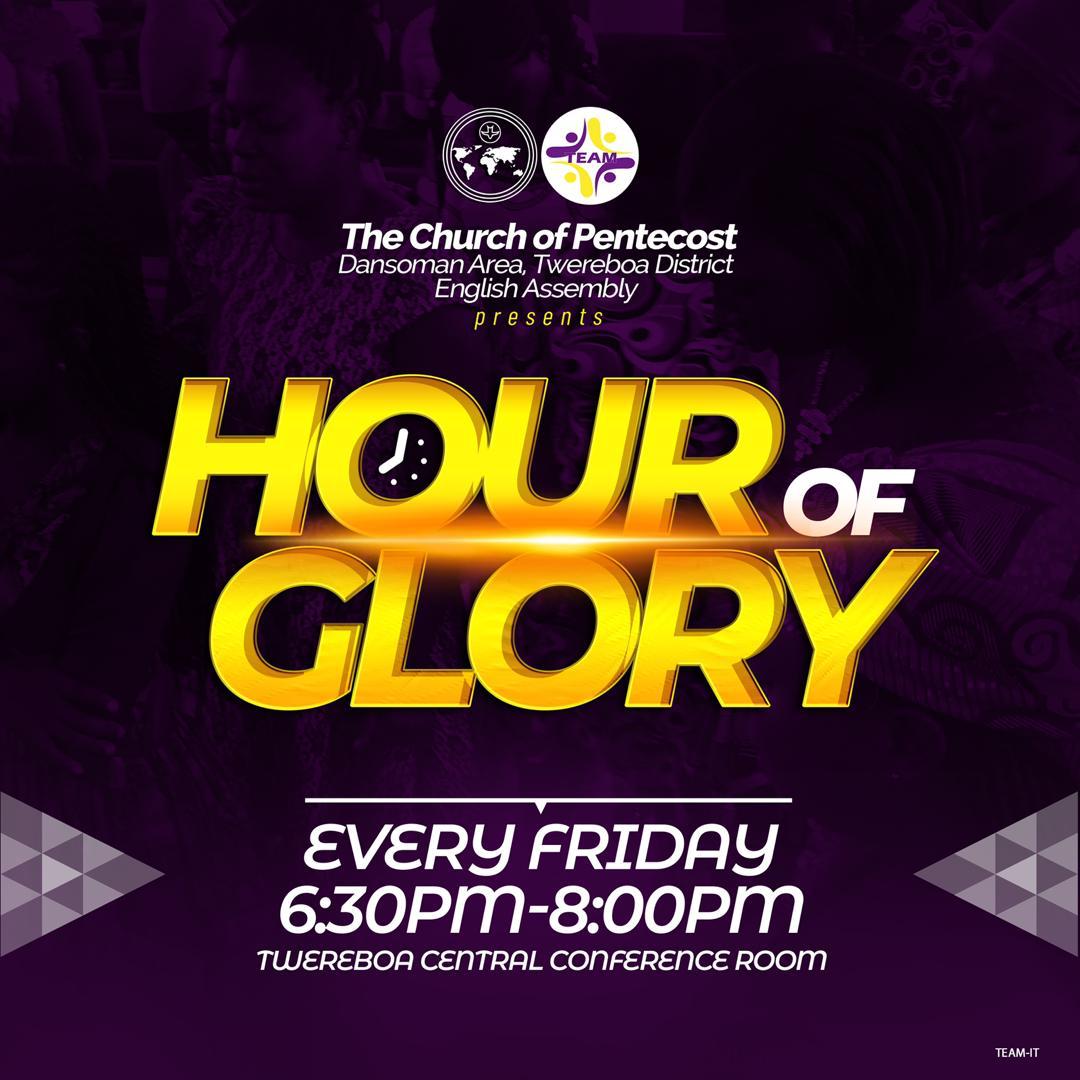 TEAM
The Church of Pentecost
Dansoman Area, Twereboa District
English Assembly
presents
HOUR OF
GLORY
EVERY FRIDAY
6:30PM-8:00PM
TWEREBOA CENTRAL CONFERENCE ROOM
TEAM-IT